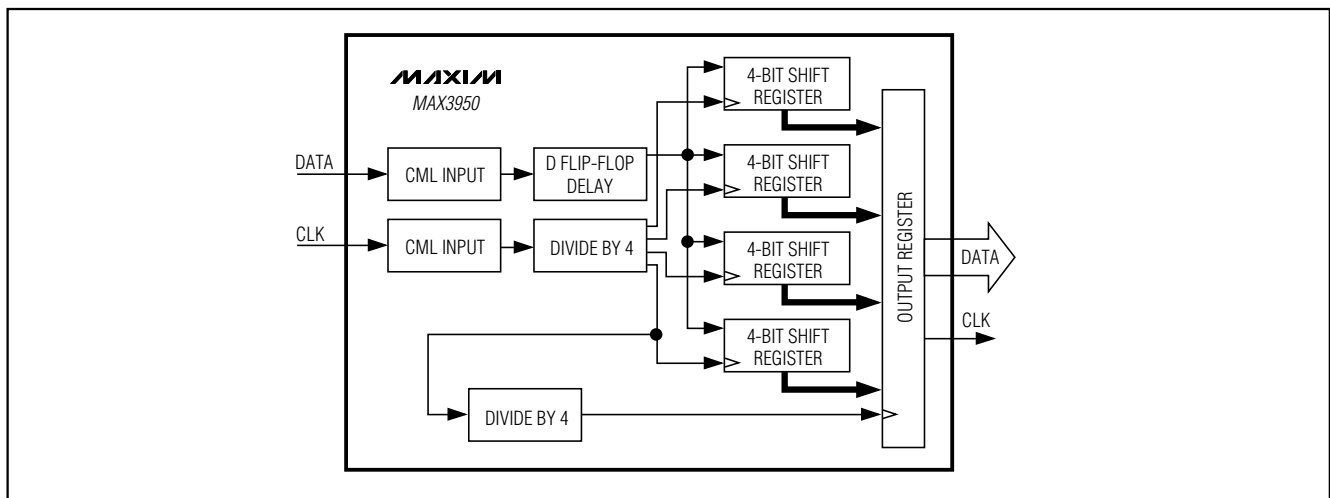 MAXIM
MAX3950
DATA
CML INPUT
D FLIP-FLOP
DELAY
CLK
CML INPUT
DIVIDE BY 4
4-BIT SHIFT
REGISTER
4-BIT SHIFT
REGISTER
4-BIT SHIFT
REGISTER
4-BIT SHIFT
REGISTER
DIVIDE BY 4
OUTPUT REGISTER
DATA
CLK